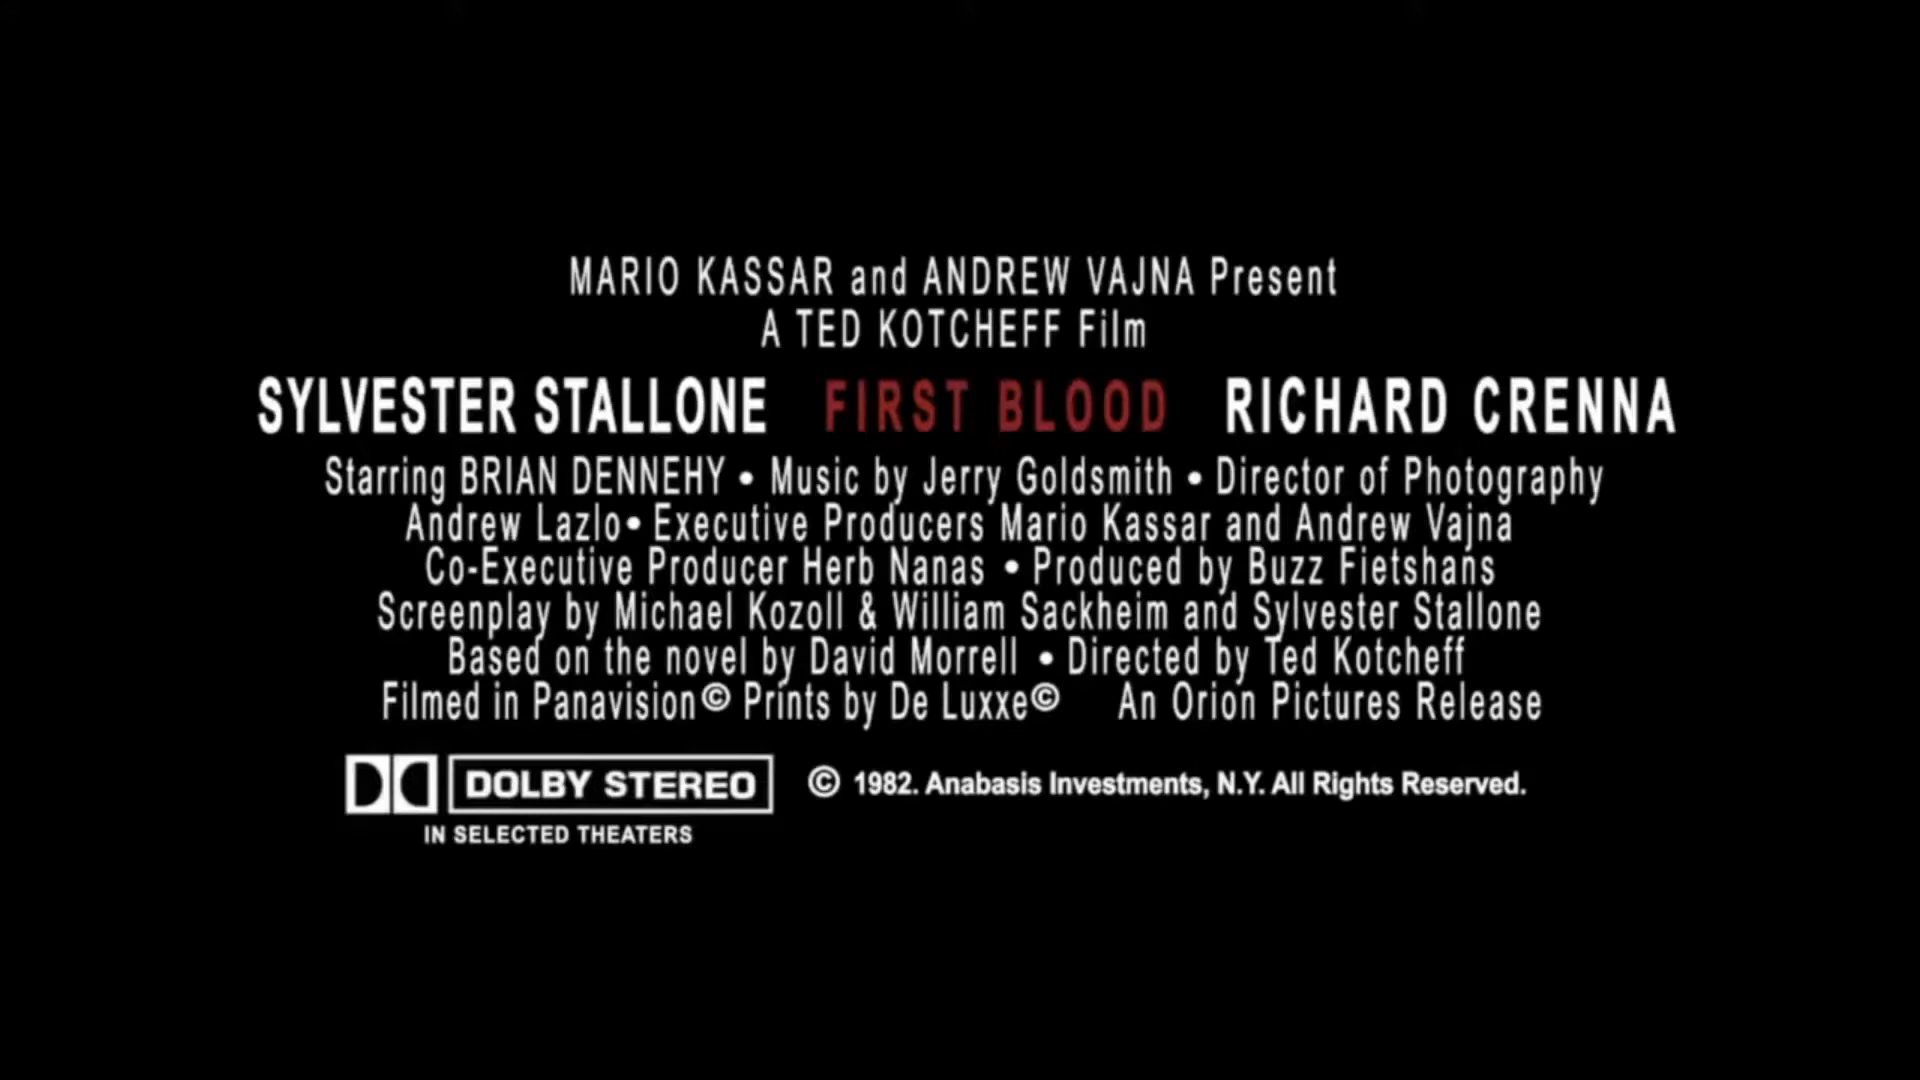 MARIO KASSAR and ANDREW VAJNA Present
A TED KOTCHEFF Film
SYLVESTER STALLONE FIRST BLOOD RICHARD CRENNA
Starring BRIAN DENNEHY • Music by Jerry Goldsmith • Director of Photography
Andrew Lazlo • Executive Producers Mario Kassar and Andrew Vajna
Co-Executive Producer Herb Nanas • Produced by Buzz Fietshans
Screenplay by Michael Kozoll & William Sackheim and Sylvester Stallone
Based on the novel by David Morrell • Directed by Ted Kotcheff
Filmed in Panavision© Prints by De Luxxe© An Orion Pictures Release
DOLBY STEREO © 1982. Anabasis Investments, N.Y. All Rights Reserved.
IN SELECTED THEATERS